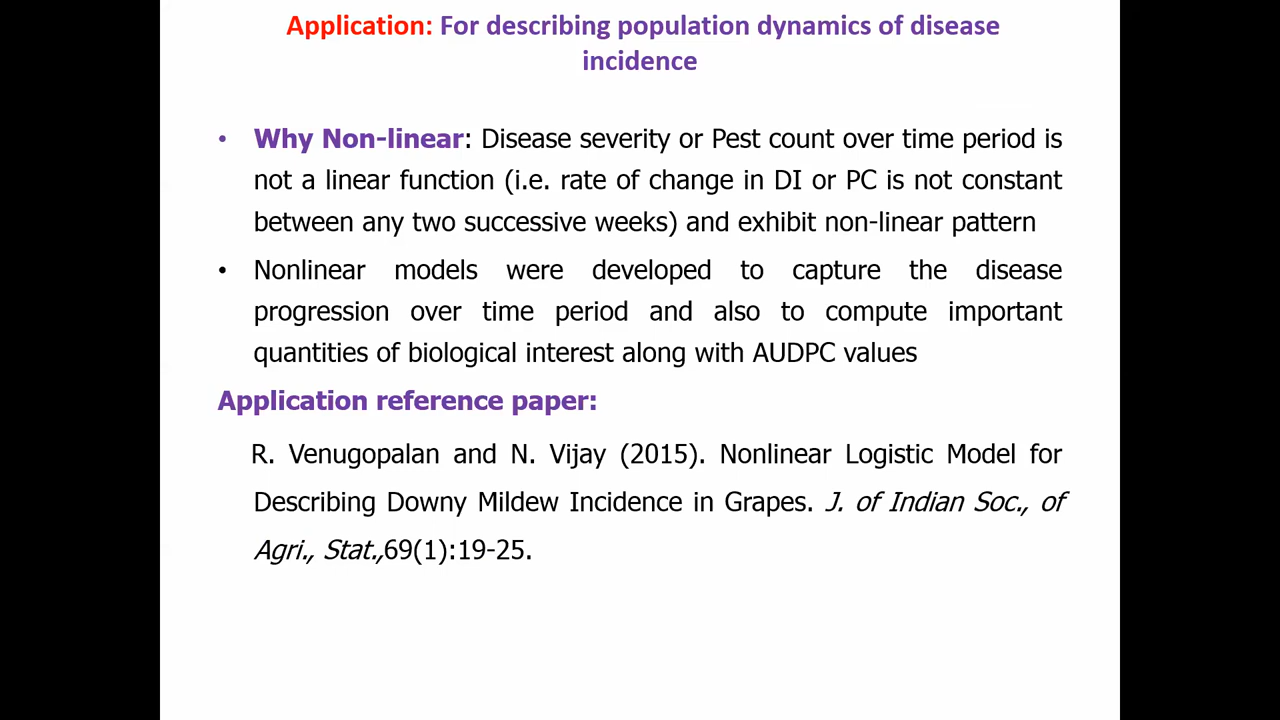 Application: For describing population dynamics of disease
incidence
• Why Non-linear: Disease severity or Pest count over time period is
not a linear function (i.e. rate of change in DI or PC is not constant
between any two successive weeks) and exhibit non-linear pattern
• Nonlinear models were developed to capture the disease
progression over time period and also to compute important
quantities of biological interest along with AUDPC values
Application reference paper:
R. Venugopalan and N. Vijay (2015). Nonlinear Logistic Model for
Describing Downy Mildew Incidence in Grapes. J. of Indian Soc., of
Agri., Stat.,69(1):19-25.